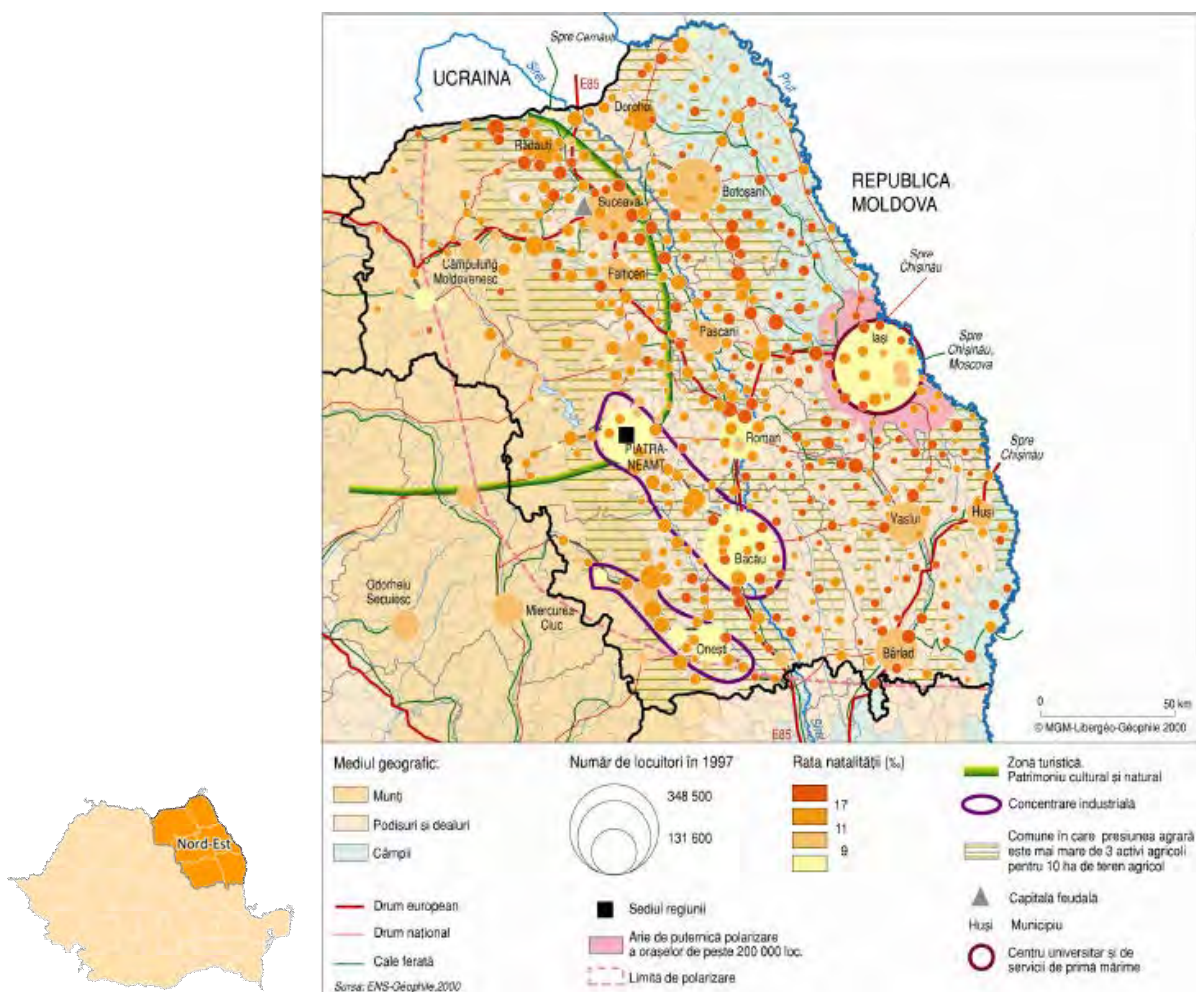 Spre Cernăuți
UCRAINA
Siret
E85
Prut
Dorohoi
Rădăuți
Botoșani
REPUBLICA
MOLDOVA
Suceava
Spre
Chișinău
Câmpulung
Moldovenesc
Fălticeni
Pașcani
Iași
Spre
Chișinău,
Moscova
Roman
PIATRA-
NEAMȚ
Spre
Chișinău
Vaslui
Huși
Bacău
Odorheiu
Secuiesc
Miercurea
Ciuc
Onești
Bârlad
Siret
E85
0 50 km
© MGM-Libergéo-Géophile 2000
Mediul geografic:
Munți
Podișuri și dealuri
Câmpii
Drum european
Drum național
Cale ferată
Sursa: ENS-Géophile,2000
Număr de locuitori în 1997
348 500
131 600
Sediul regiunii
Arie de puternică polarizare
a orașelor de peste 200 000 loc.
Limită de polarizare
Rata natalității (‰)
17
11
9
Zonă turistică.
Patrimoniu cultural și natural
Concentrare industrială
Comune în care presiunea agrară
este mai mare de 3 activi agricoli
pentru 10 ha de teren agricol
Capitală feudală
Huși Municipiu
Centru universitar și de
servicii de primă mărime
Nord-Est